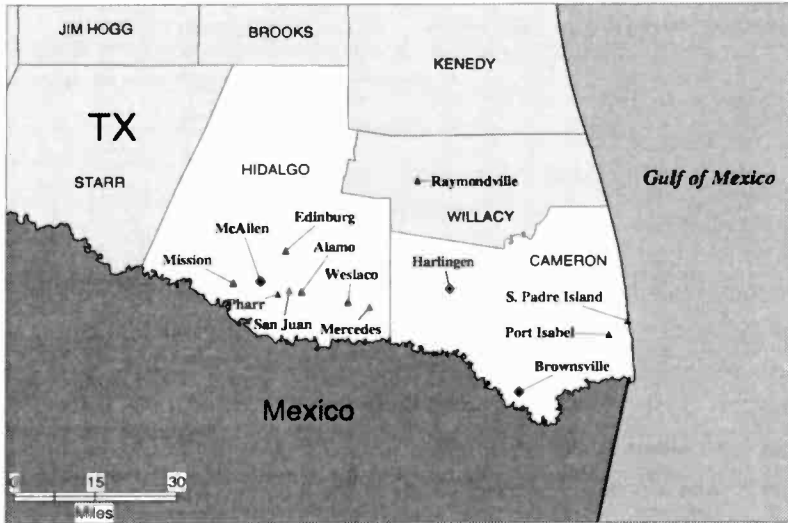 JIM HOGG
BROOKS
KENEDY
TX
STARR
HIDALGO
Raymondville
WILLACY
Gulf of Mexico
McAllen
Edinburg
Mission
Alamo
Weslaco
Harlingen
CAMERON
Pharr
San Juan
Mercedes
S. Padre Island
Port Isabel
Brownsville
Mexico
0 15 30
Miles